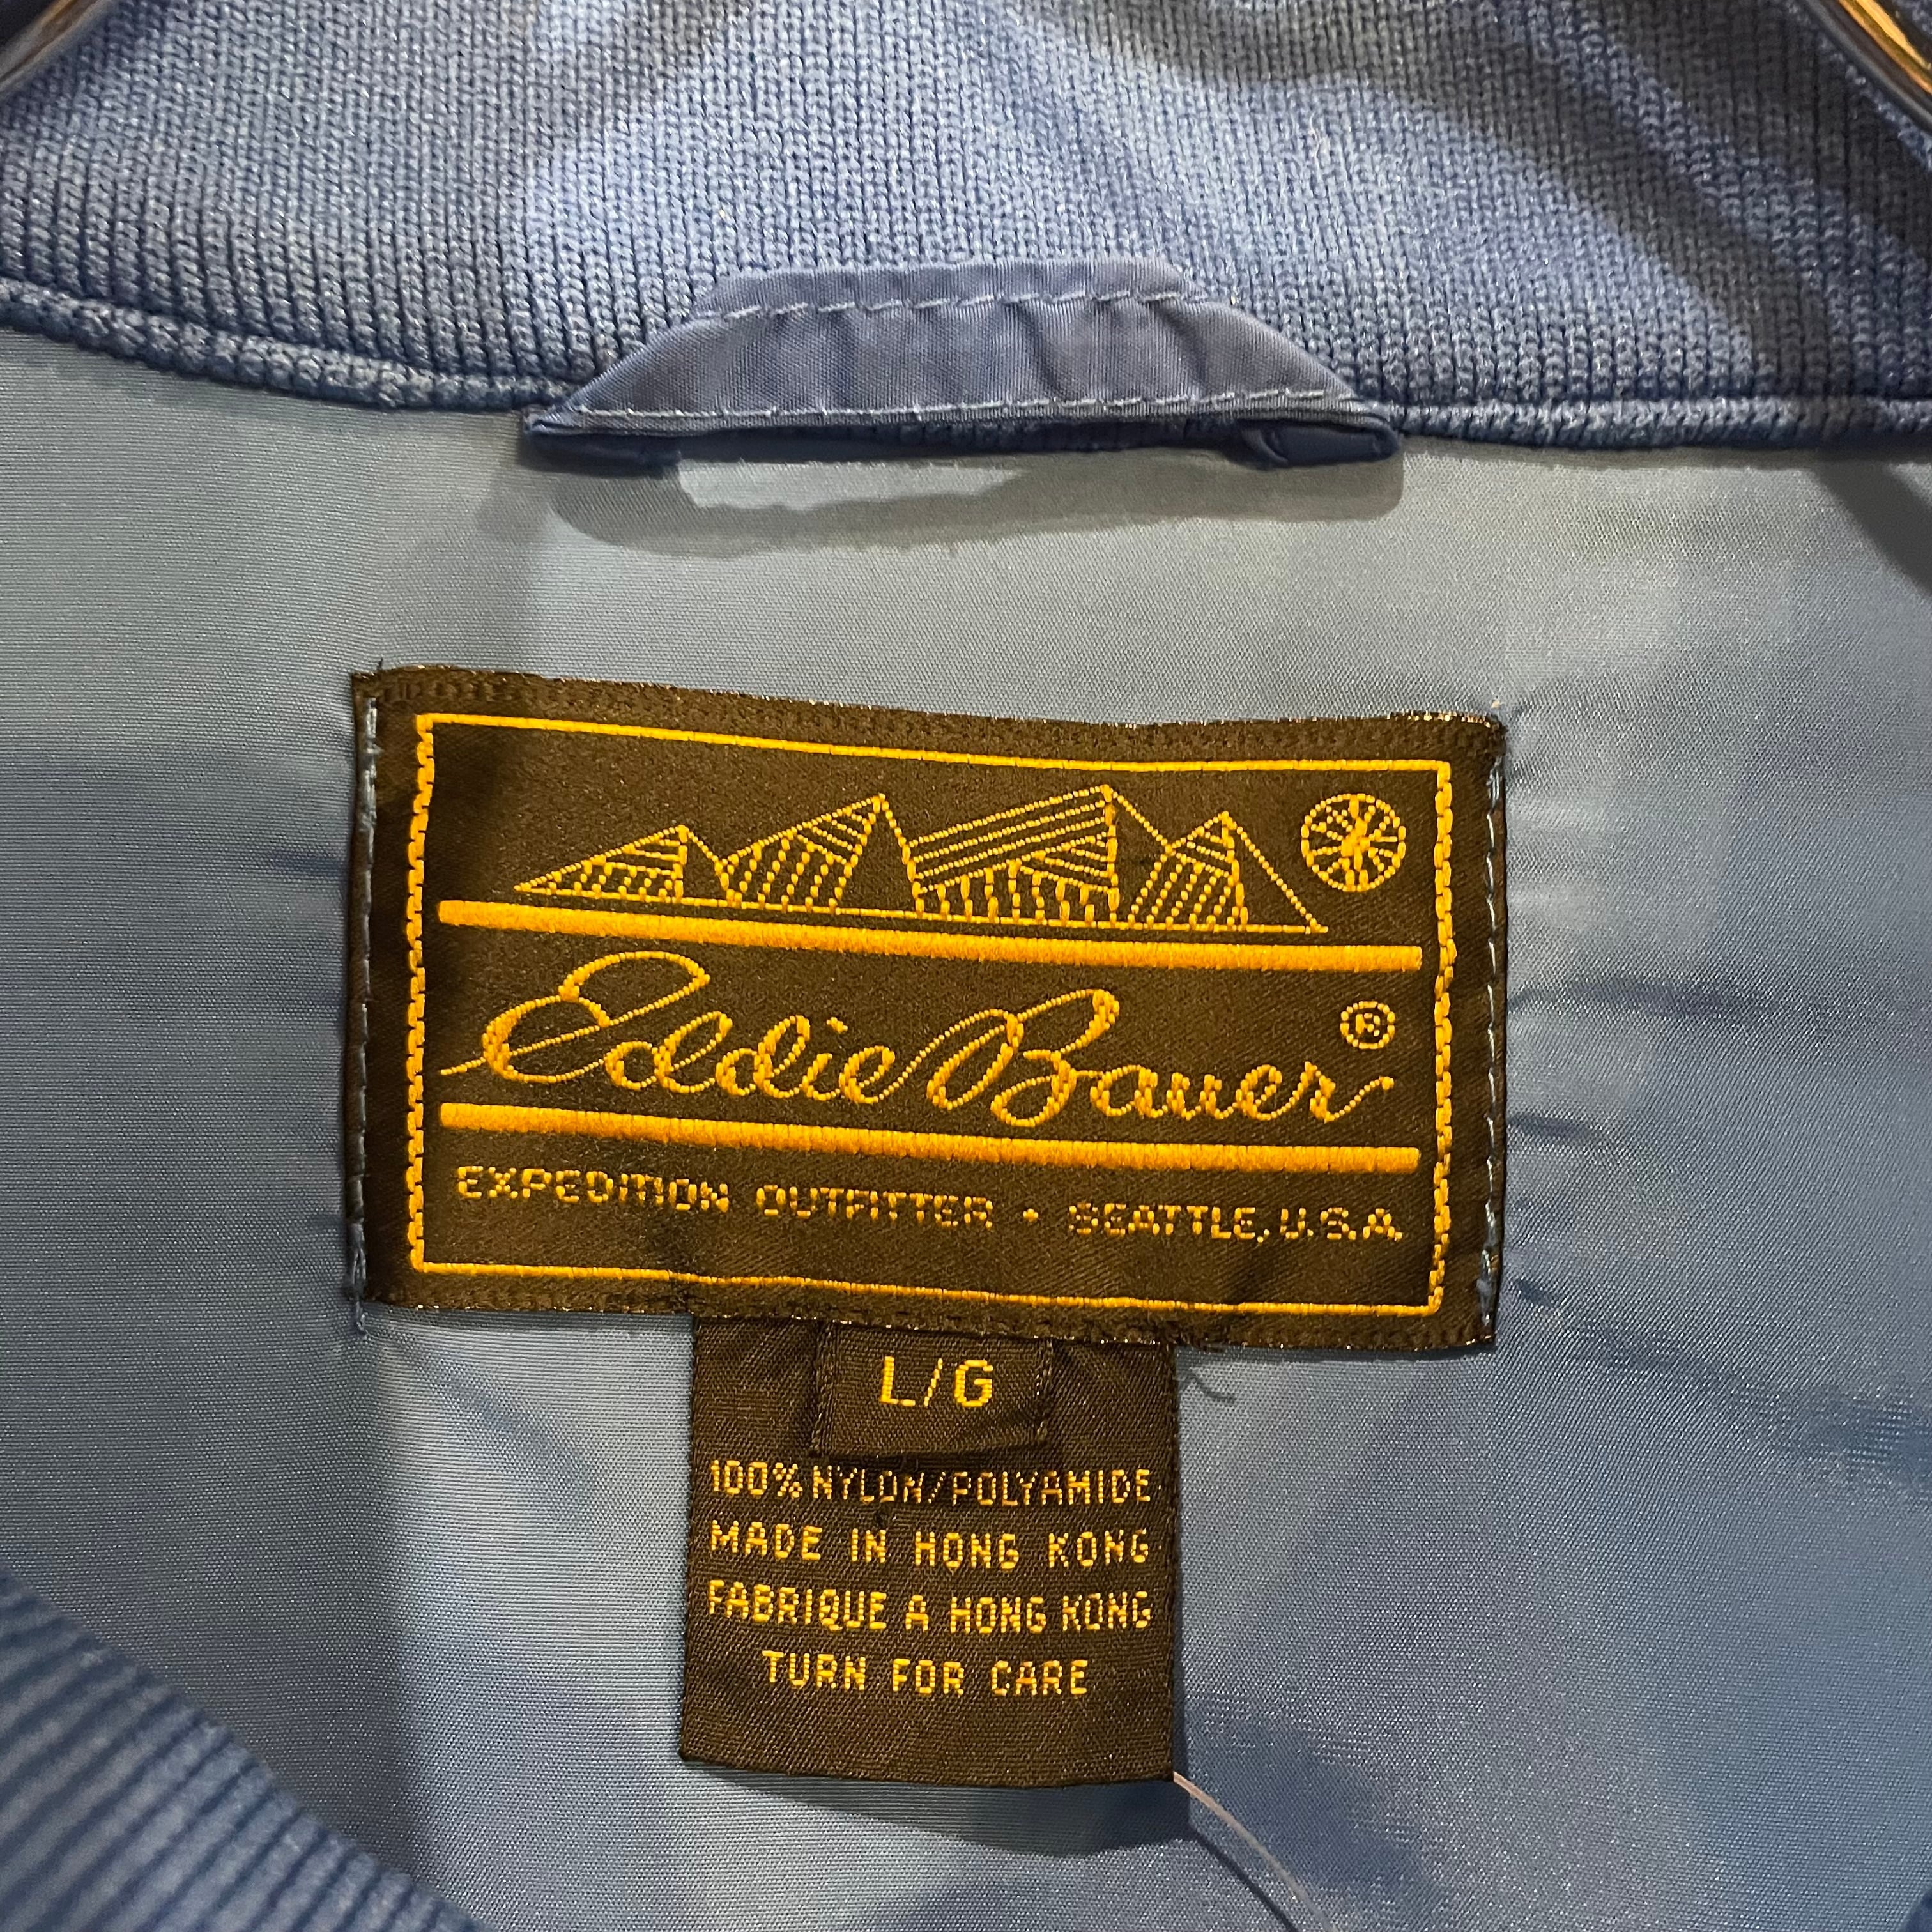 Eddie Bauer ®
EXPEDITION OUTFITTER • SEATTLE, U.S.A.
L/G
100% NYLON/POLYAMIDE
MADE IN HONG KONG
FABRIQUE A HONG KONG
TURN FOR CARE